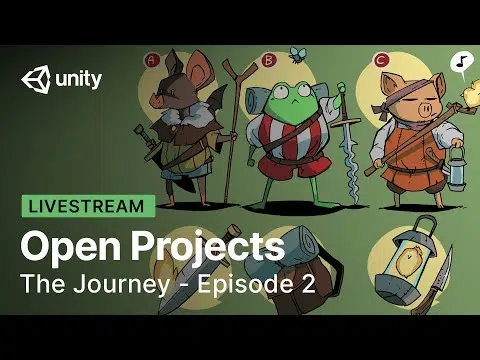 unity
A
B
C
LIVESTREAM
Open Projects
The Journey - Episode 2